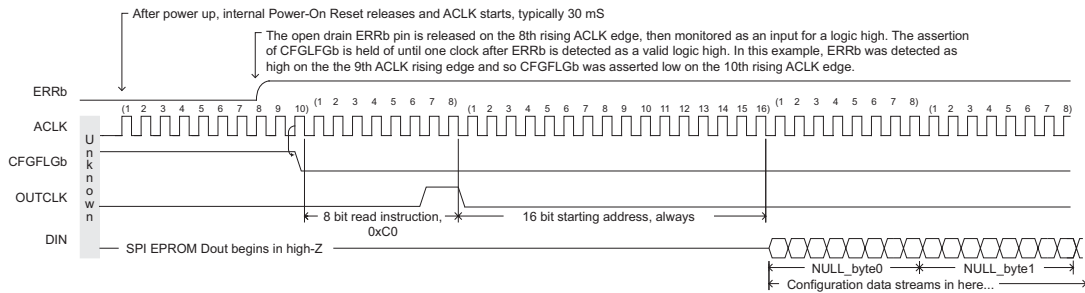 After power up, internal Power-On Reset releases and ACLK starts, typically 30 mS
The open drain ERRb pin is released on the 8th rising ACLK edge, then monitored as an input for a logic high. The assertion
of CFGLFGb is held of until one clock after ERRb is detected as a valid logic high. In this example, ERRb was detected as
high on the the 9th ACLK rising edge and so CFGFLGb was asserted low on the 10th rising ACLK edge.
ERRb
(1 2 3 4 5 6 7 8 9 10) (1 2 3 4 5 6 7 8) (1 2 3 4 5 6 7 8 9 10 11 12 13 14 15 16) (1 2 3 4 5 6 7 8) (1 2 3 4 5 6 7 8)
ACLK
Unknown
CFGFLGb
OUTCLK
8 bit read instruction,
0xC0
16 bit starting address, always
DIN
SPI EPROM Dout begins in high-Z
NULL_byte0
NULL_byte1
Configuration data streams in here...